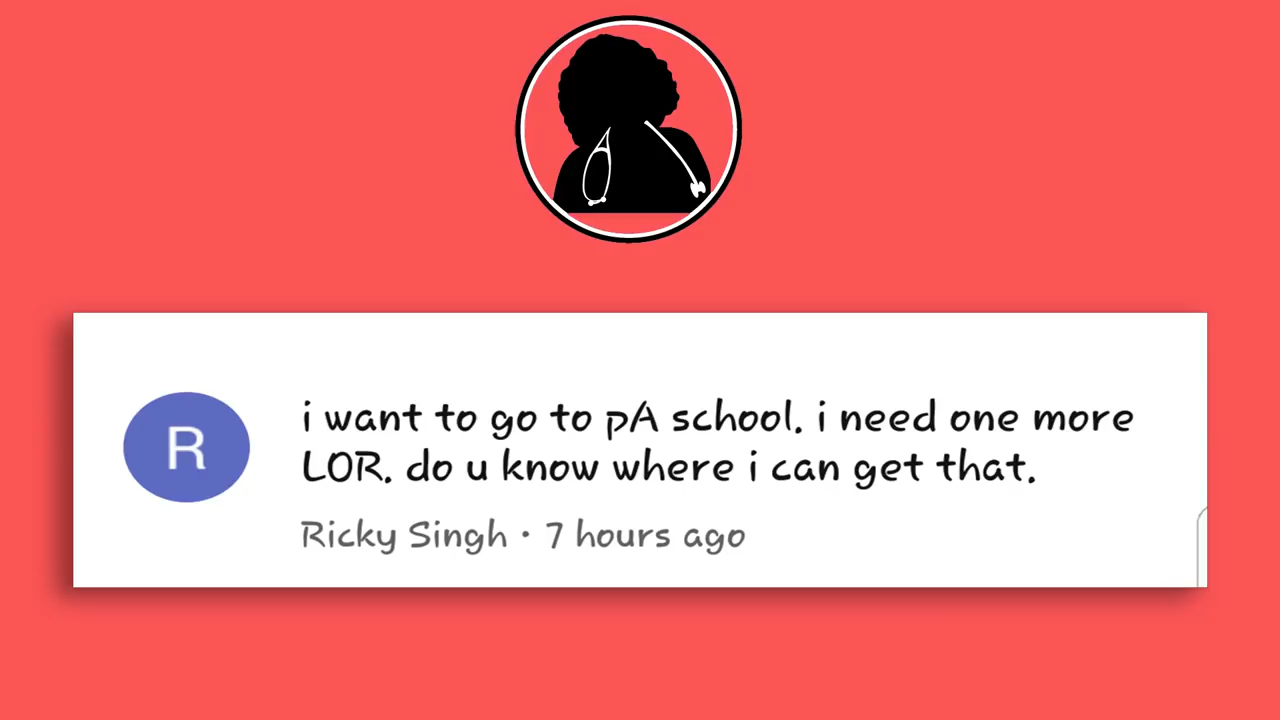 R
i want to go to pA school. i need one more
LOR. do u know where i can get that.
Ricky Singh • 7 hours ago